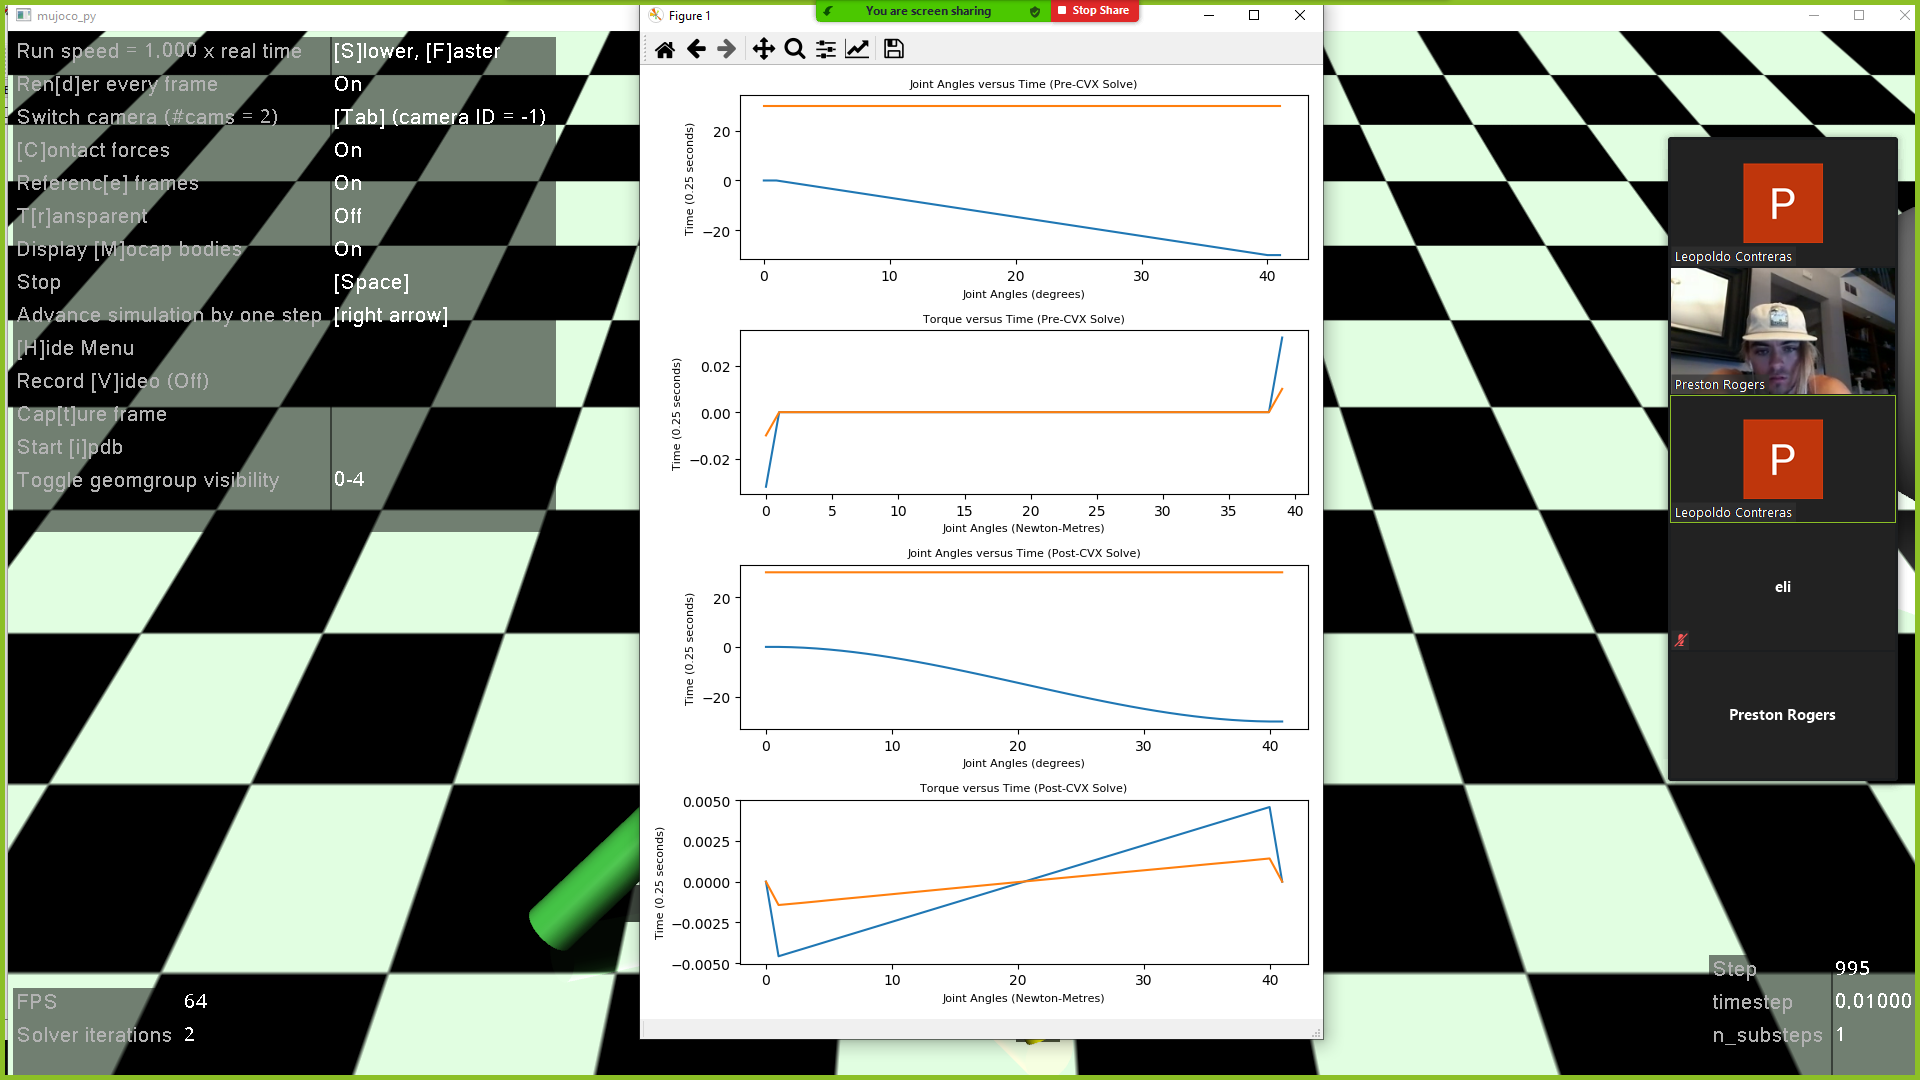 mujoco_py
Run speed = 1.000 x real time [S]lower, [F]aster
Ren[d]er every frame On
Switch camera (#cams = 2) [Tab] (camera ID = -1)
[C]ontact forces On
Referenc[e] frames On
T[r]ansparent Off
Display [M]ocap bodies On
Stop [Space]
Advance simulation by one step [right arrow]
[H]ide Menu
Record [V]ideo (Off)
Cap[t]ure frame
Start [i]pdb
Toggle geomgroup visibility 0-4
FPS 64
Solver iterations 2
You are screen sharing Stop Share
Figure 1
Joint Angles versus Time (Pre-CVX Solve)
Time (0.25 seconds)
20
0
−20
0 10 20 30 40
Joint Angles (degrees)
Torque versus Time (Pre-CVX Solve)
Time (0.25 seconds)
0.02
0.00
−0.02
0 5 10 15 20 25 30 35 40
Joint Angles (Newton-Metres)
Joint Angles versus Time (Post-CVX Solve)
Time (0.25 seconds)
20
0
−20
0 10 20 30 40
Joint Angles (degrees)
Torque versus Time (Post-CVX Solve)
Time (0.25 seconds)
0.0050
0.0025
0.0000
−0.0025
−0.0050
0 10 20 30 40
Joint Angles (Newton-Metres)
P
Leopoldo Contreras
Preston Rogers
P
Leopoldo Contreras
eli
Preston Rogers
Step 995
timestep 0.01000
n_substeps 1